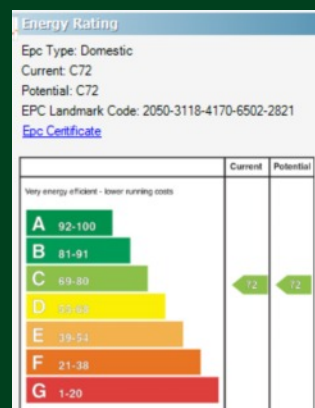 Energy Rating
Epc Type: Domestic
Current: C72
Potential: C72
EPC Landmark Code: 2050-3118-4170-6502-2821
Epc Certificate
Current Potential
Very energy efficient - lower running costs
A 92-100
B 81-91
C 69-80
72 72
D 55-68
E 39-54
F 21-38
G 1-20